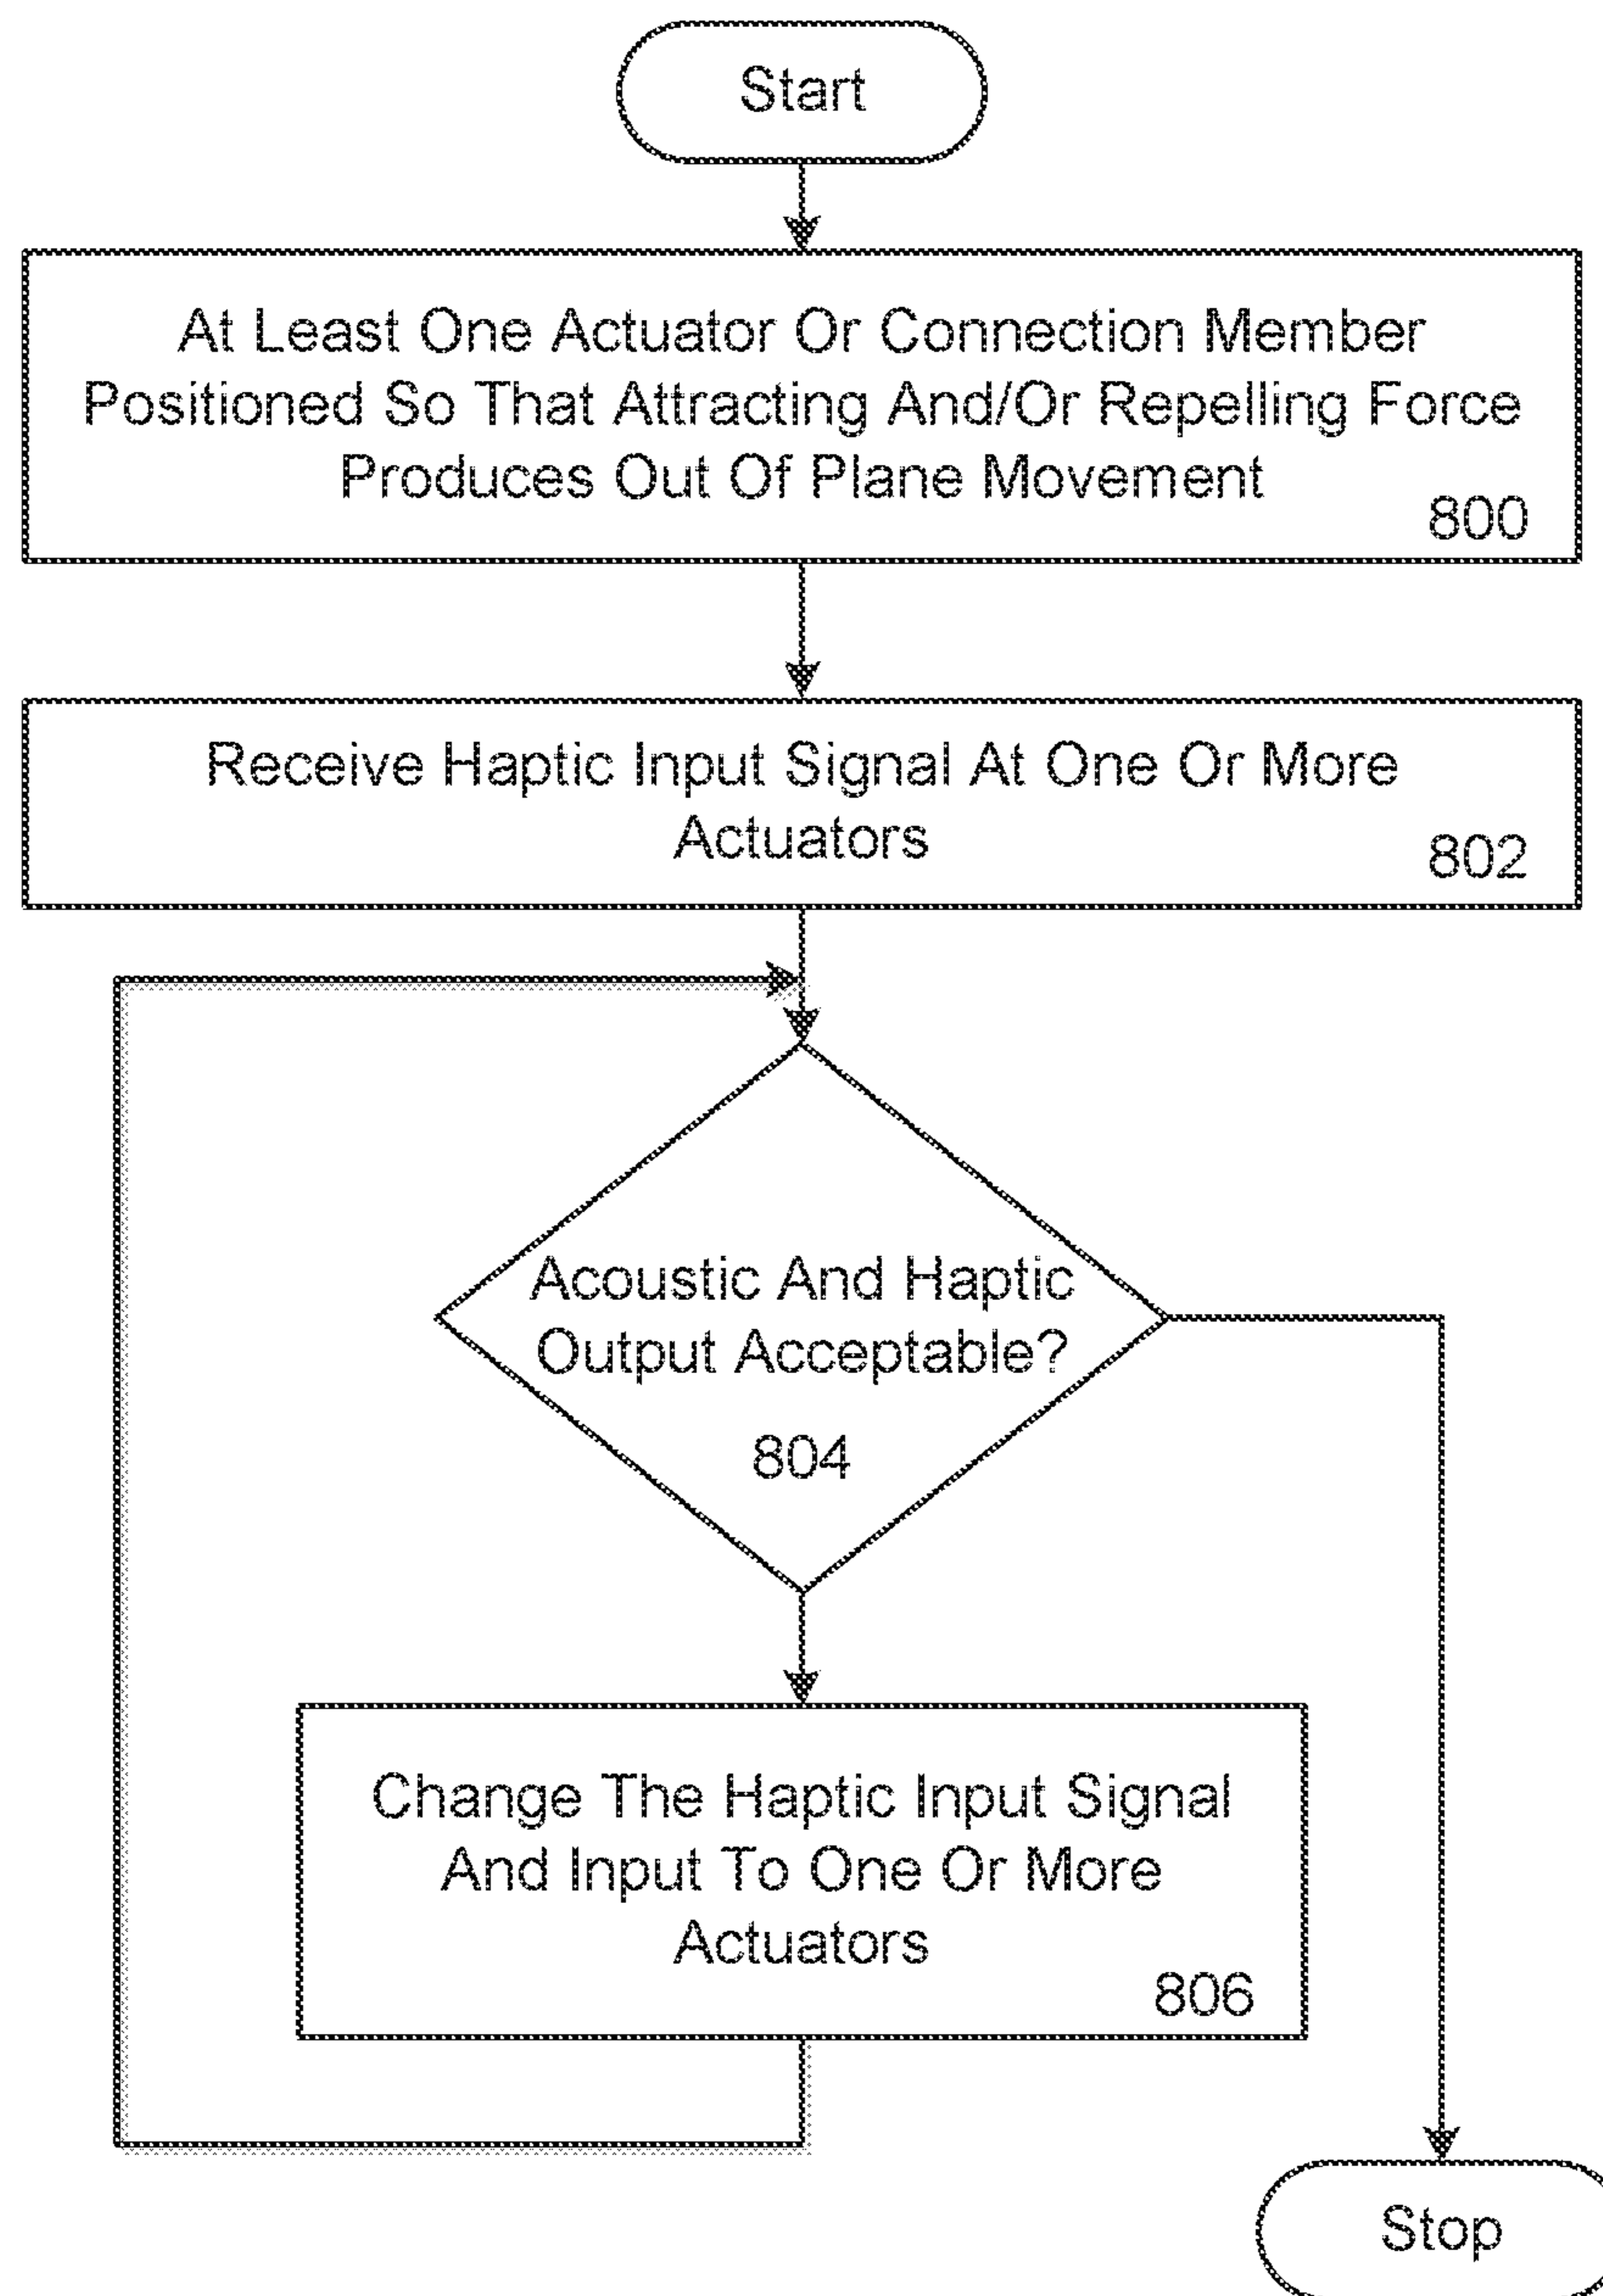 Start
At Least One Actuator Or Connection Member
Positioned So That Attracting And/Or Repelling Force
Produces Out Of Plane Movement
800
Receive Haptic Input Signal At One Or More
Actuators
802
Acoustic And Haptic
Output Acceptable?
804
Change The Haptic Input Signal
And Input To One Or More
Actuators
806
Stop